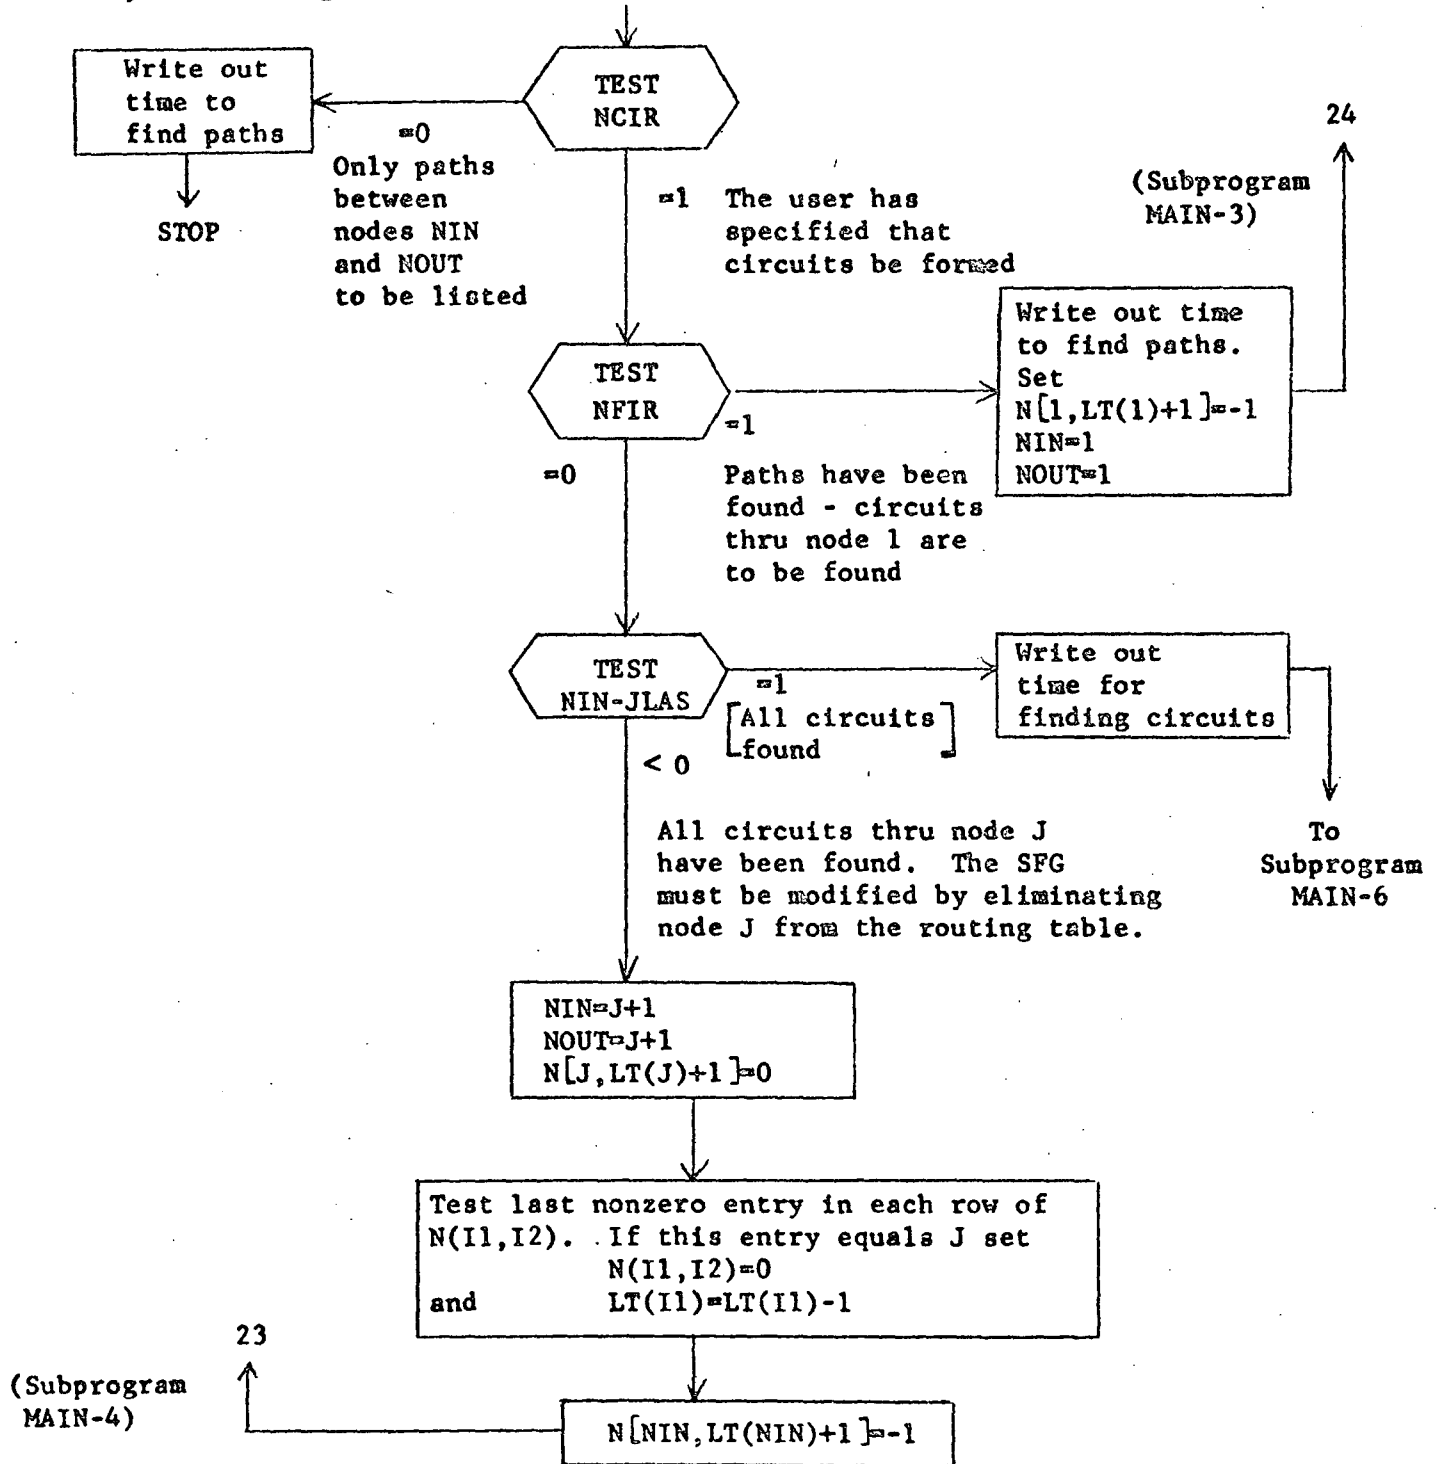 Write out
time to
find paths
STOP
TEST
NCIR
=0
Only paths
between
nodes NIN
and NOUT
to be listed
=1 The user has
specified that
circuits be formed
24
(Subprogram
MAIN-3)
TEST
NFIR
=1
Paths have been
found - circuits
thru node 1 are
to be found
=0
Write out time
to find paths.
Set
N[1,LT(1)+1]=-1
NIN=1
NOUT=1
TEST
NIN-JLAS
=1
[All circuits
found]
Write out
time for
finding circuits
To
Subprogram
MAIN-6
< 0
All circuits thru node J
have been found. The SFG
must be modified by eliminating
node J from the routing table.
NIN=J+1
NOUT=J+1
N[J,LT(J)+1]=0
Test last nonzero entry in each row of
N(I1,I2). If this entry equals J set
N(I1,I2)=0
and LT(I1)=LT(I1)-1
23
(Subprogram
MAIN-4)
N[NIN,LT(NIN)+1]=-1